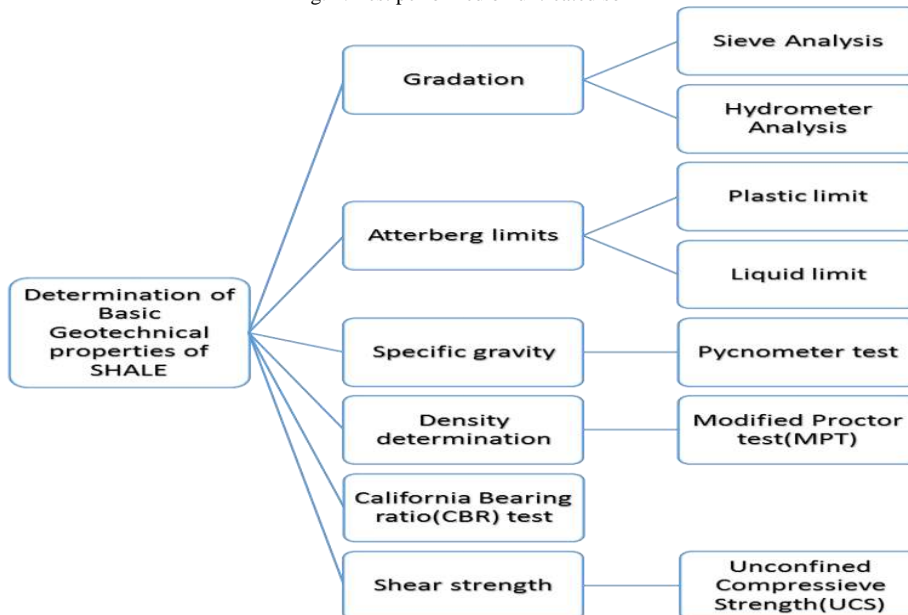 Gradation
Sieve Analysis
Hydrometer
Analysis
Atterberg limits
Plastic limit
Liquid limit
Determination of
Basic
Geotechnical
properties of
SHALE
Specific gravity
Pycnometer test
Density
determination
Modified Proctor
test(MPT)
California Bearing
ratio(CBR) test
Shear strength
Unconfined
Compressieve
Strength(UCS)